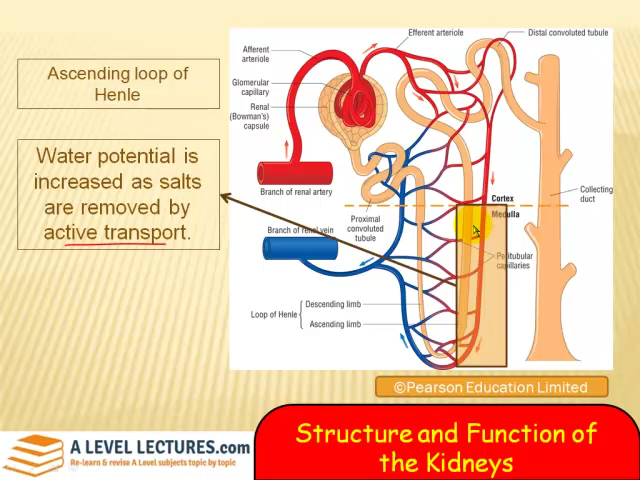 Ascending loop of
Henle
Water potential is
increased as salts
are removed by
active transport.
Efferent arteriole
Distal convoluted tubule
Afferent
arteriole
Glomerular
capillary
Renal
(Bowman's)
capsule
Branch of renal artery
Collecting
duct
Cortex
Medulla
Proximal
convoluted
tubule
Branch of renal vein
Peritubular
capillaries
Descending limb
Loop of Henle
Ascending limb
©Pearson Education Limited
A LEVEL LECTURES.com
Re-learn & revise A Level subjects topic by topic
Structure and Function of
the Kidneys